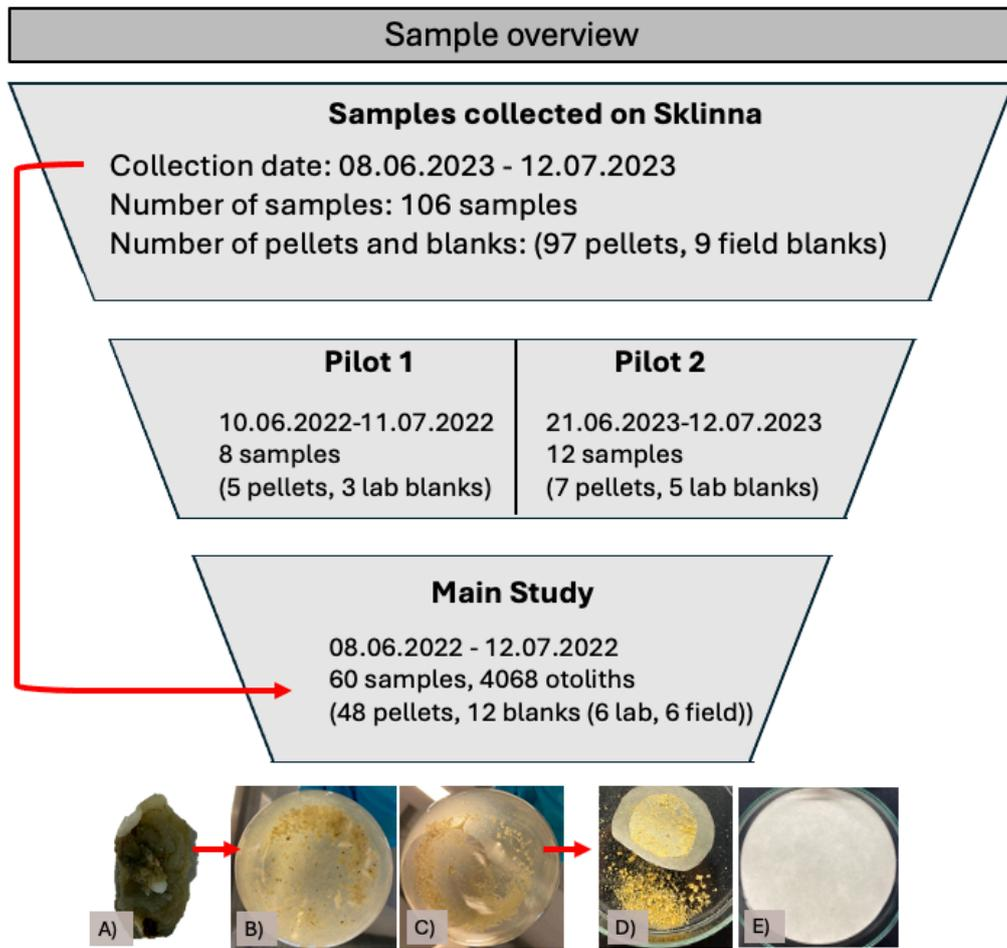 Sample overview
Samples collected on Sklinna
Collection date: 08.06.2023 - 12.07.2023
Number of samples: 106 samples
Number of pellets and blanks: (97 pellets, 9 field blanks)
Pilot 1
10.06.2022-11.07.2022
8 samples
(5 pellets, 3 lab blanks)
Pilot 2
21.06.2023-12.07.2023
12 samples
(7 pellets, 5 lab blanks)
Main Study
08.06.2022 - 12.07.2022
60 samples, 4068 otoliths
(48 pellets, 12 blanks (6 lab, 6 field))
A)
B)
C)
D)
E)